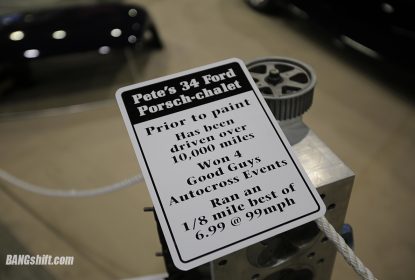 Pete's 34 Ford
Porsch-chalet
Prior to paint
Has been
driven over
10,000 miles
Won 4
Good Guys
Autocross Events
Ran an
1/8 mile best of
6.99 @ 99mph
BANGshift.com